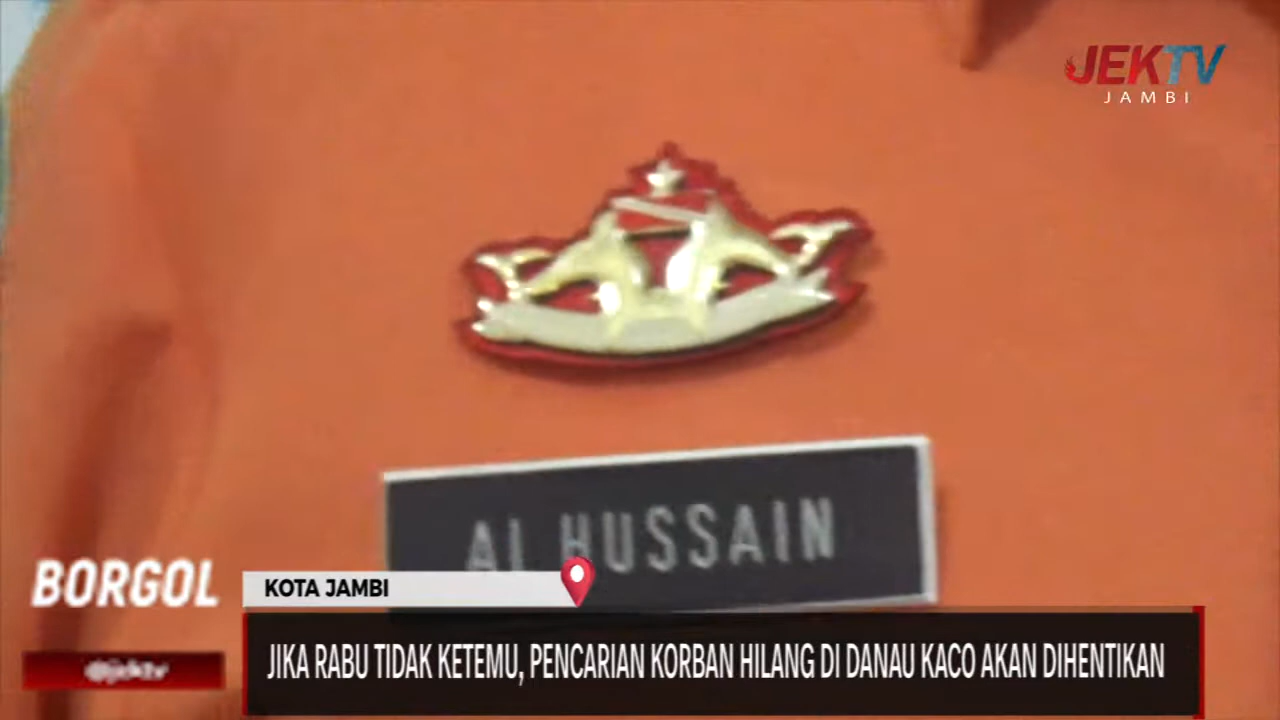 JEKTV
JAMBI
AL HUSSAIN
BORGOL
KOTA JAMBI
@jektv
JIKA RABU TIDAK KETEMU, PENCARIAN KORBAN HILANG DI DANAU KACO AKAN DIHENTIKAN